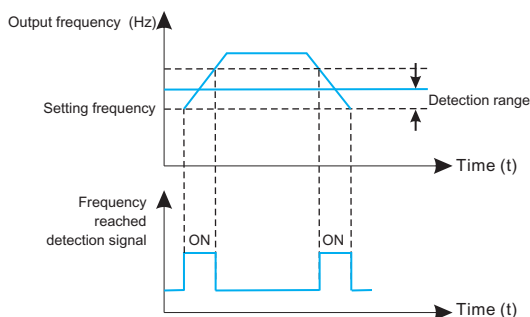 Output frequency (Hz)
Setting frequency
Detection range
Time (t)
Frequency
reached
detection signal
ON
ON
Time (t)